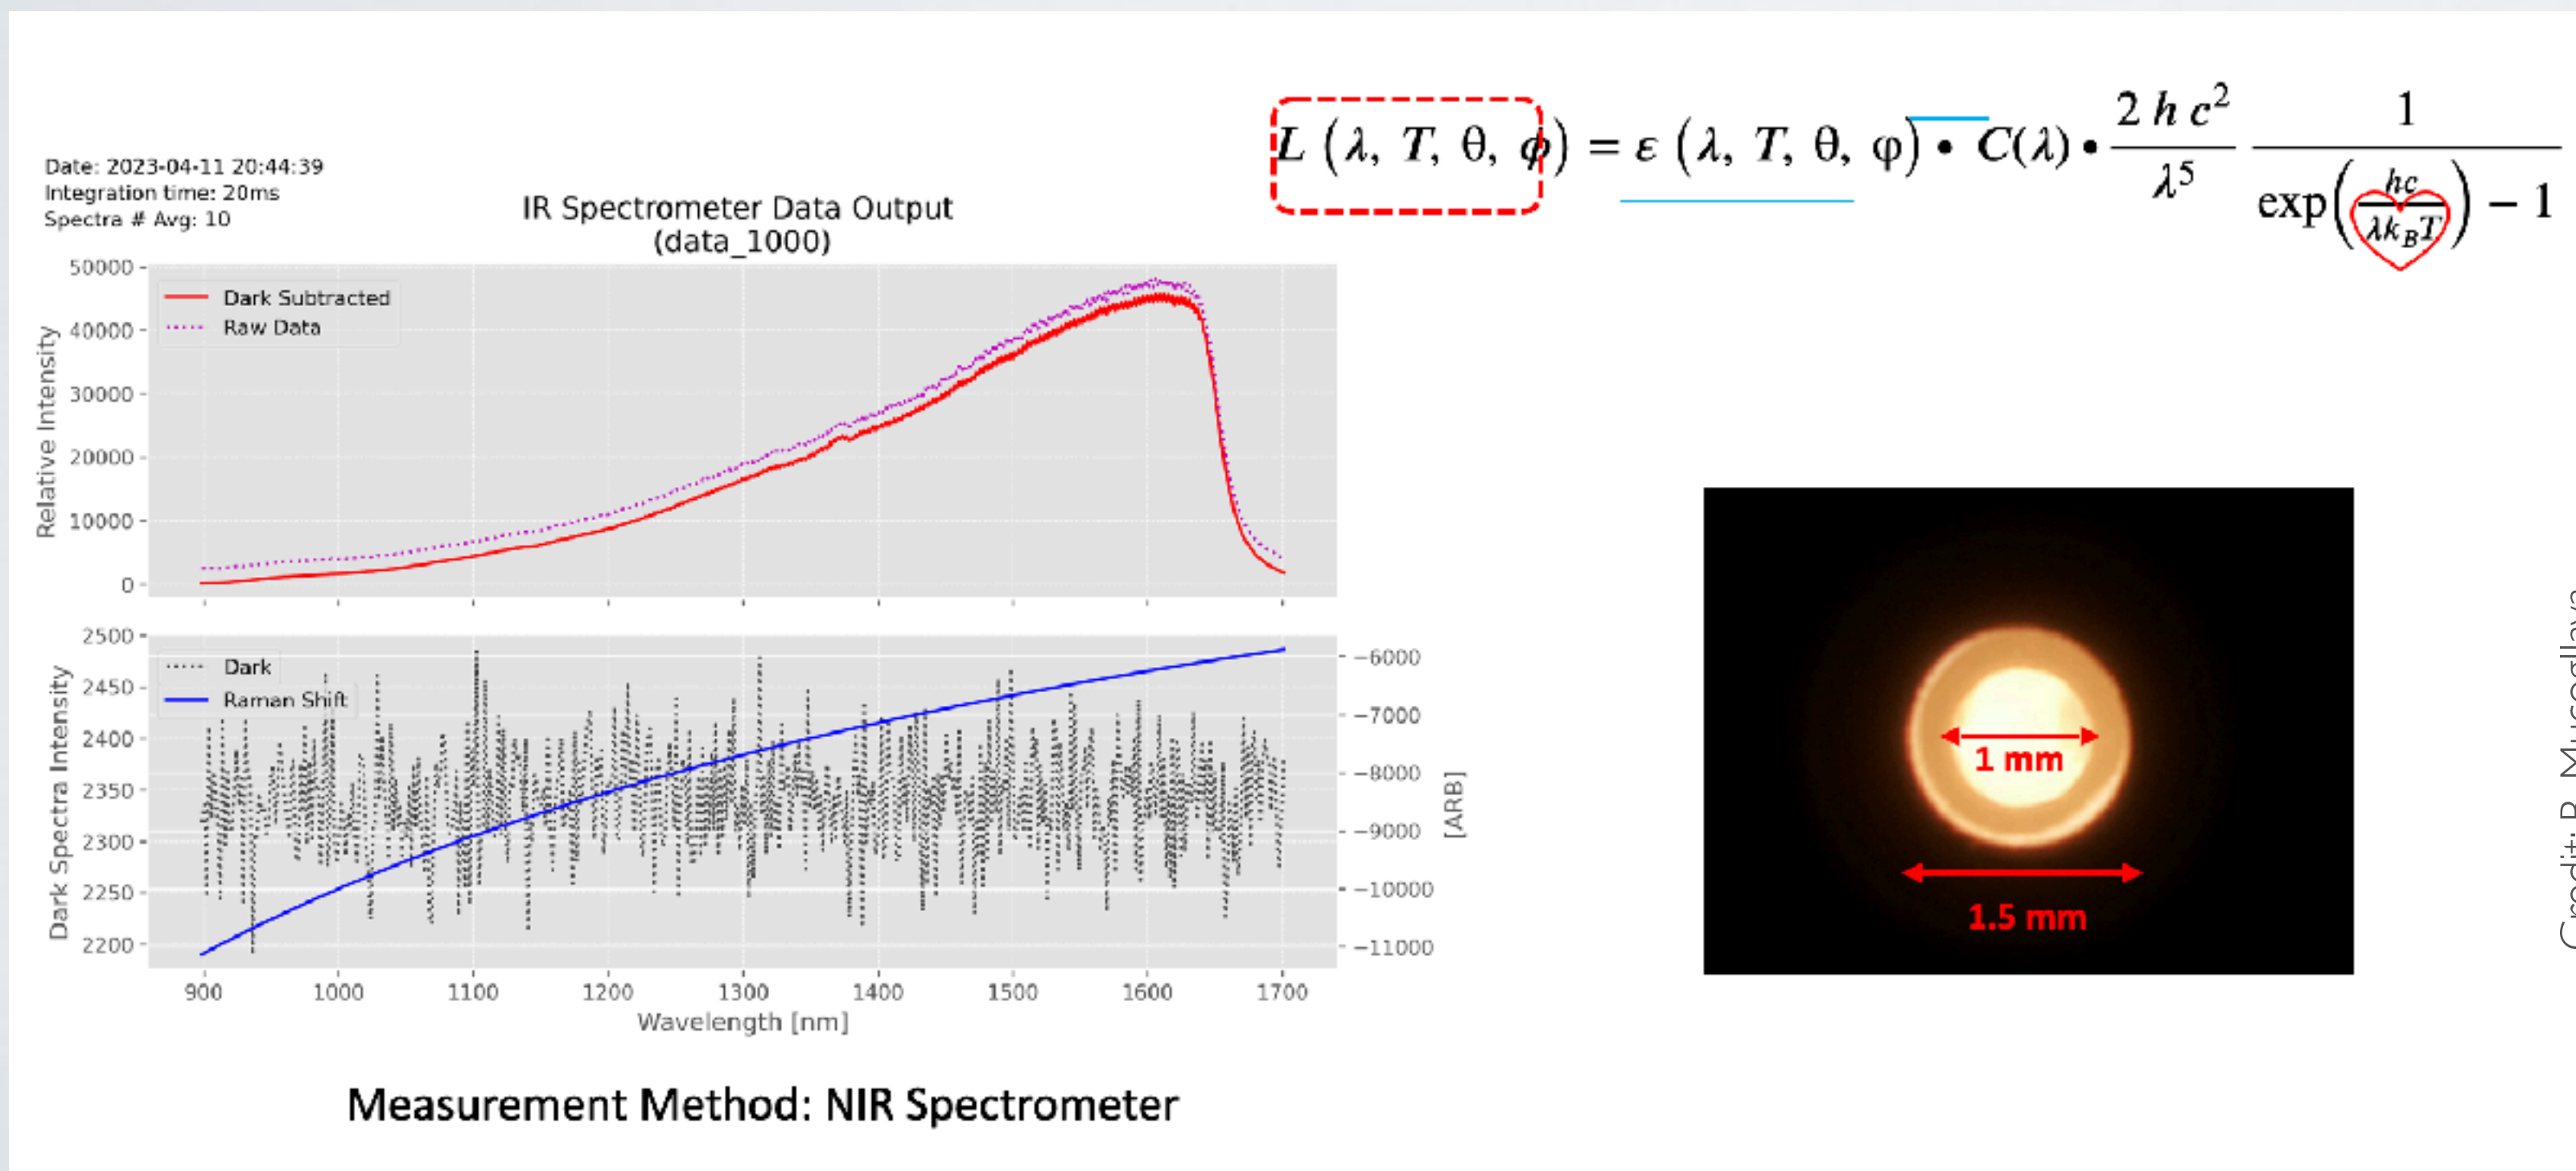 L (λ, T, θ, ϕ) = ε (λ, T, θ, φ) • C(λ) • 2 h c² / λ⁵ 1 / exp(hc / λk_BT) − 1
Date: 2023-04-11 20:44:39
Integration time: 20ms
Spectra # Avg: 10
IR Spectrometer Data Output
(data_1000)
Relative Intensity
50000
40000
30000
20000
10000
0
Dark Subtracted
Raw Data
Dark Spectra Intensity
2500
2450
2400
2350
2300
2250
2200
Dark
Raman Shift
−6000
−7000
−8000
−9000
−10000
−11000
[ARB]
900 1000 1100 1200 1300 1400 1500 1600 1700
Wavelength [nm]
Measurement Method: NIR Spectrometer
1 mm
1.5 mm